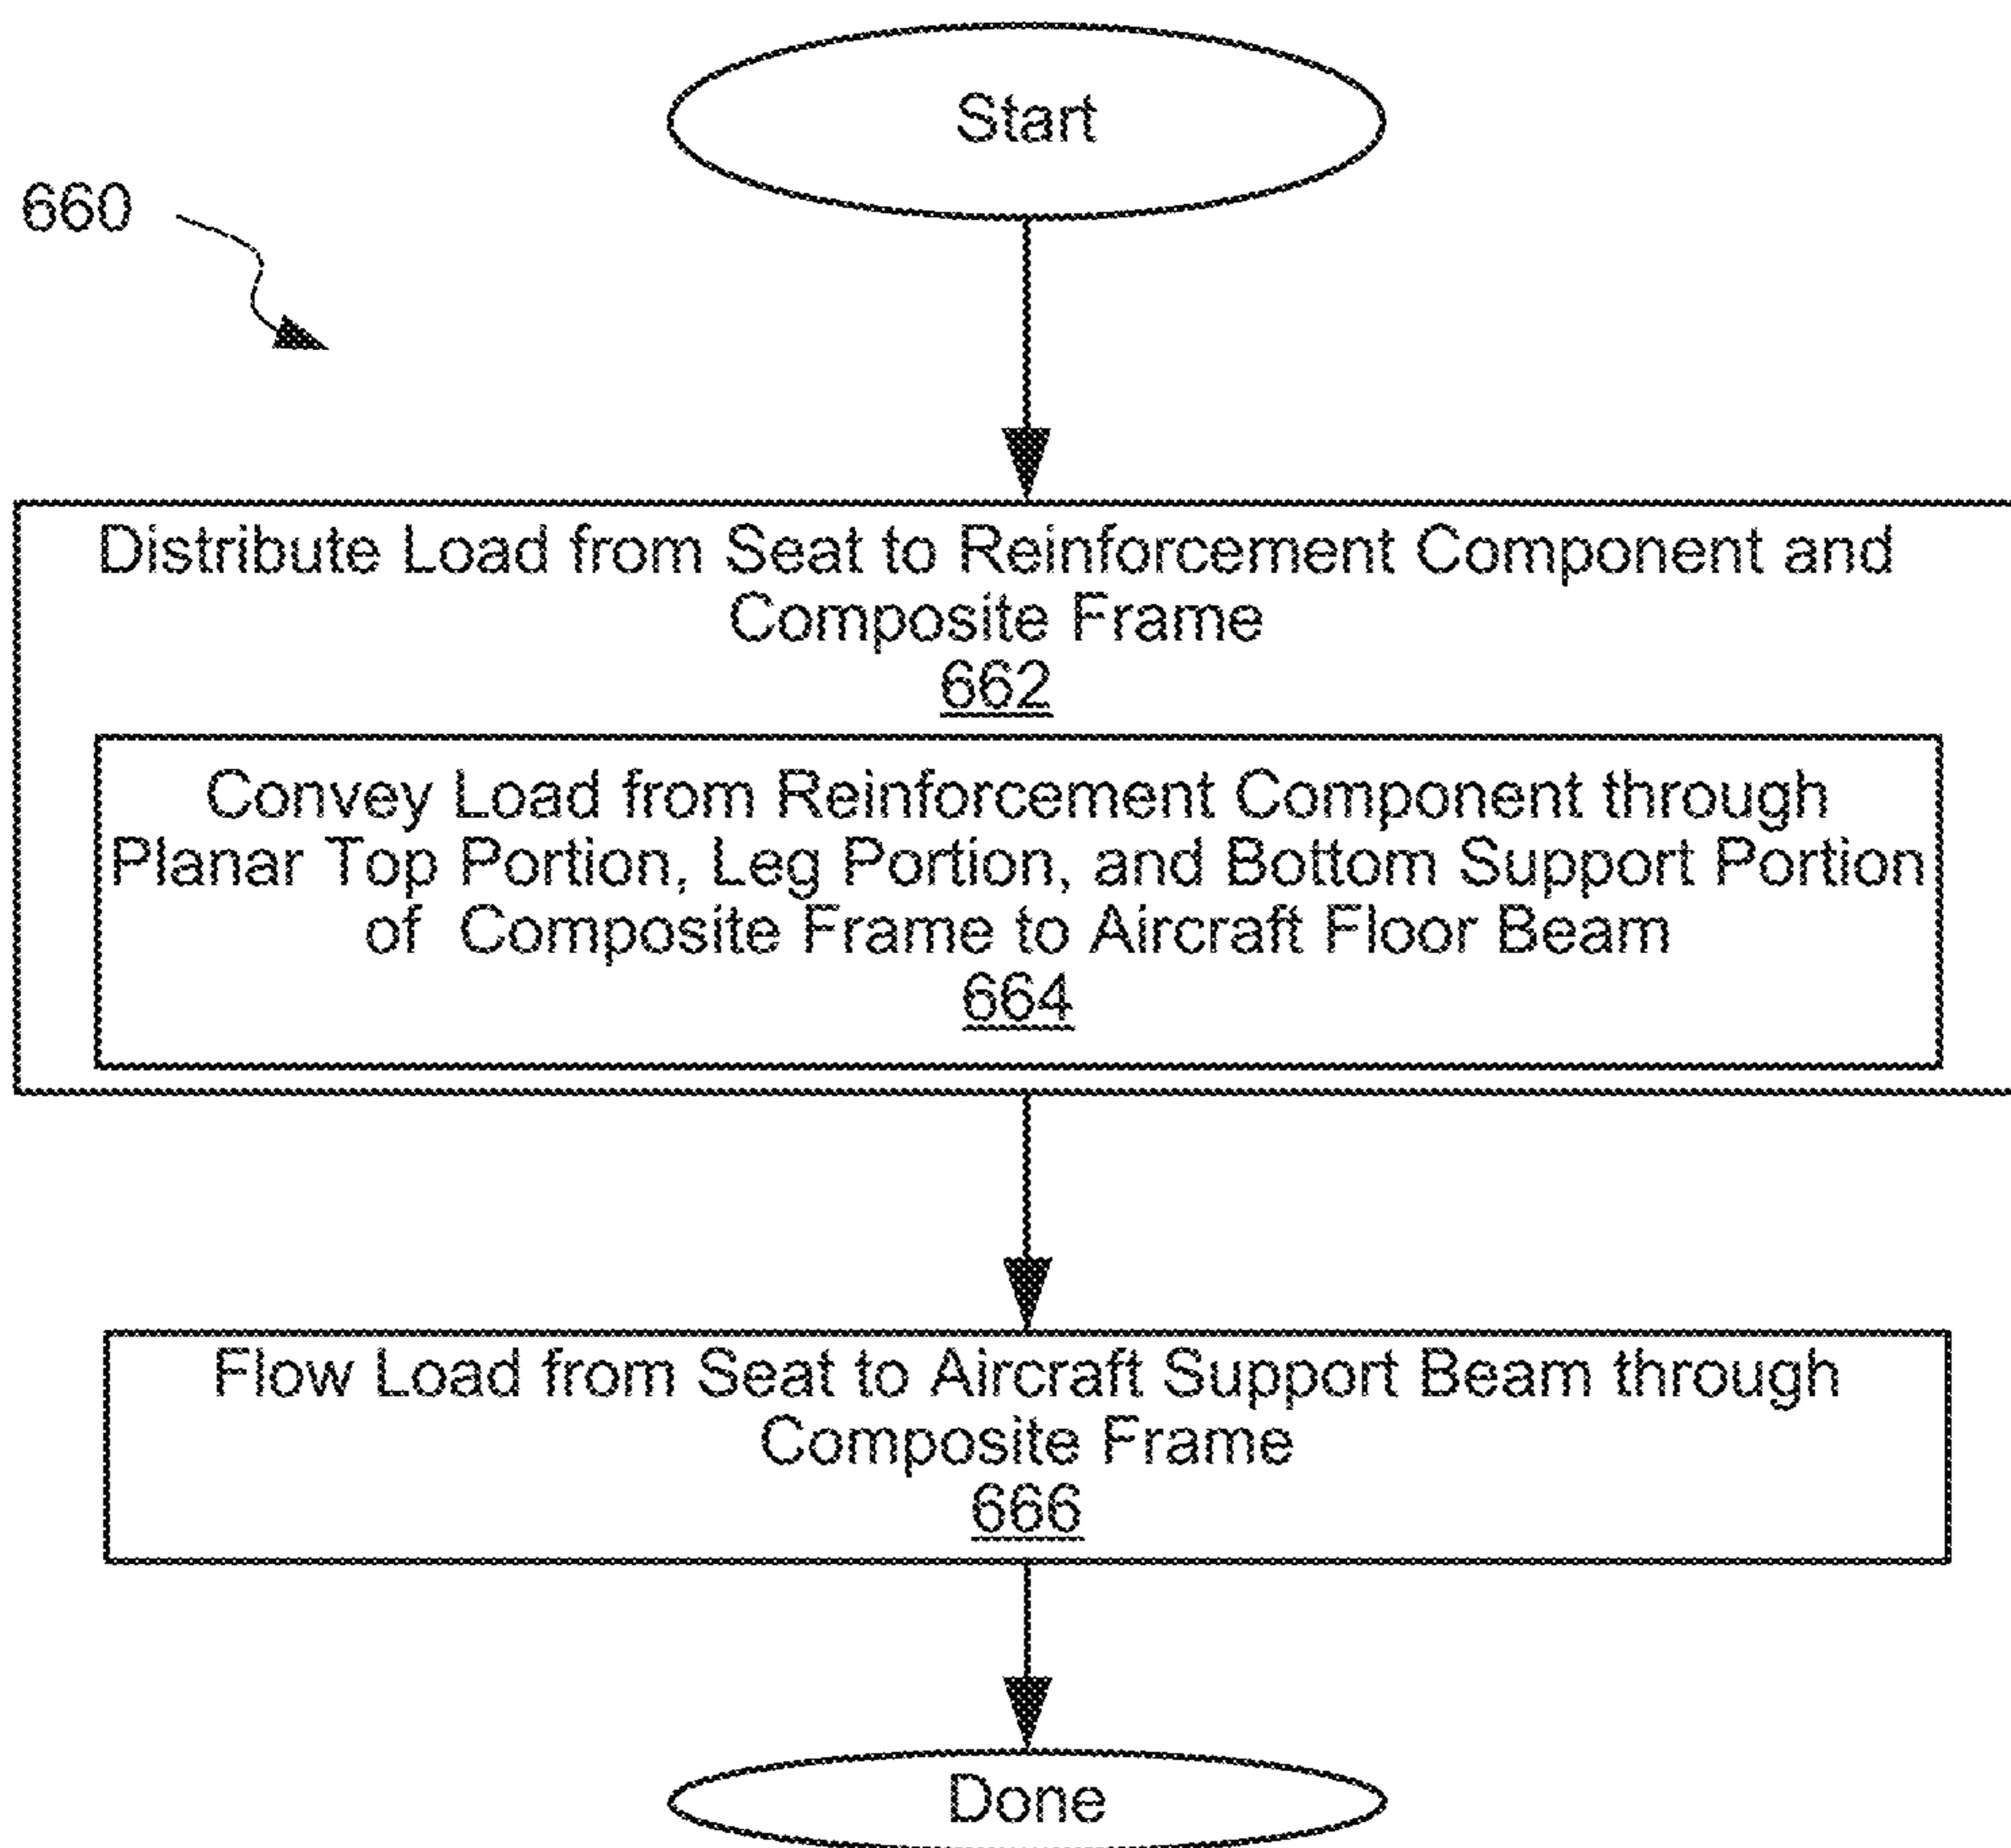 Start
660
Distribute Load from Seat to Reinforcement Component and
Composite Frame
662
Convey Load from Reinforcement Component through
Planar Top Portion, Leg Portion, and Bottom Support Portion
of Composite Frame to Aircraft Floor Beam
664
Flow Load from Seat to Aircraft Support Beam through
Composite Frame
666
Done